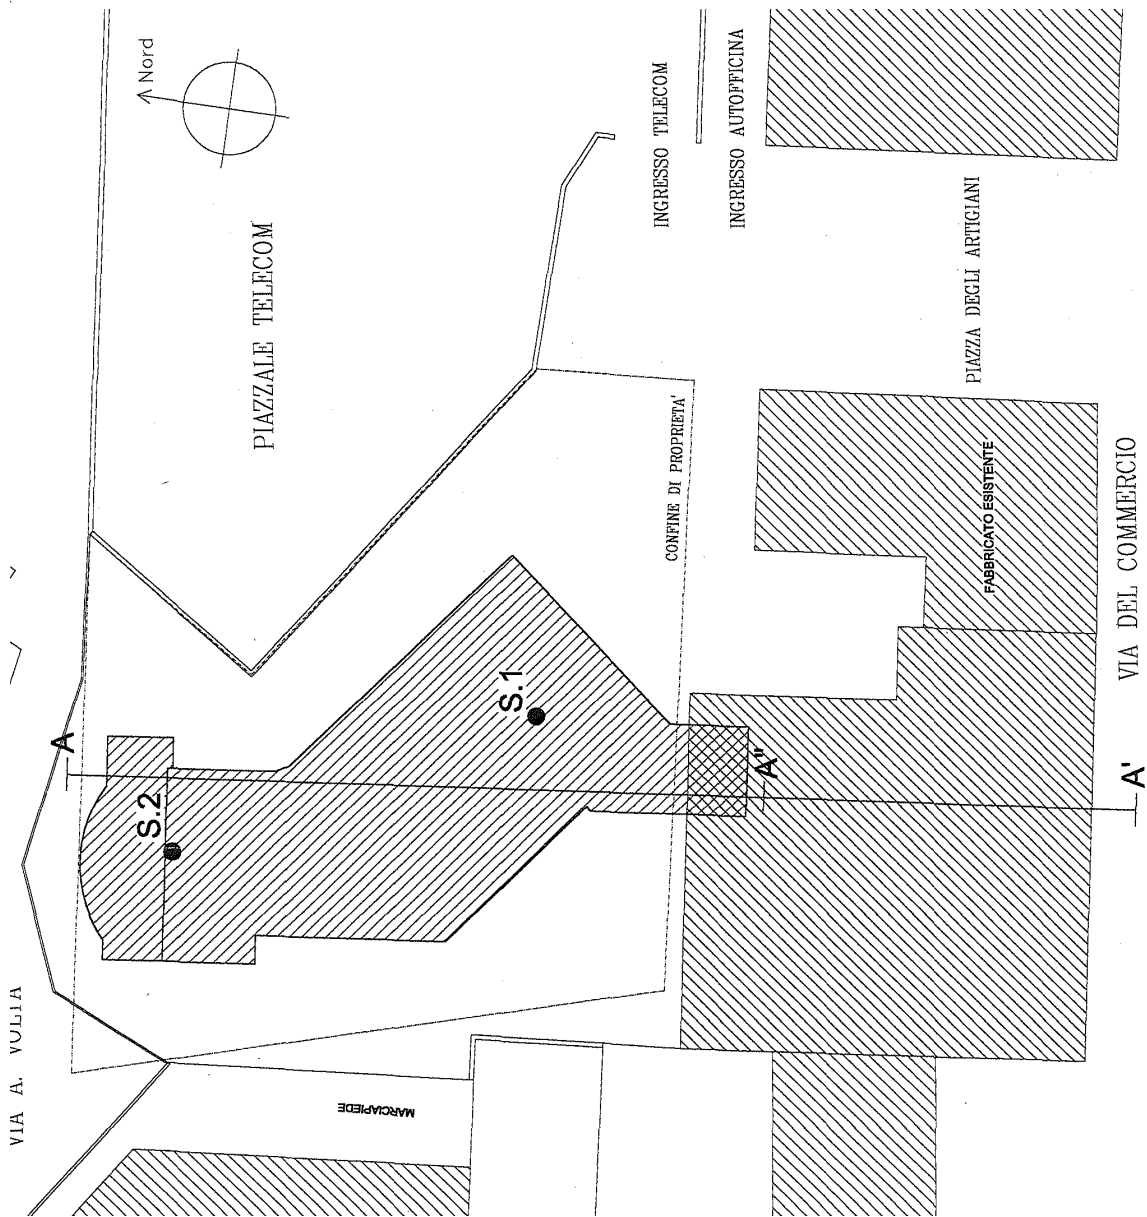 Nord
PIAZZALE TELECOM
INGRESSO TELECOM
INGRESSO AUTOFFICINA
PIAZZA DEGLI ARTIGIANI
CONFINE DI PROPRIETA'
FABBRICATO ESISTENTE
VIA DEL COMMERCIO
A
S.1
S.2
A"
A'
VIA A. VOLTA
MARCIAPIEDE